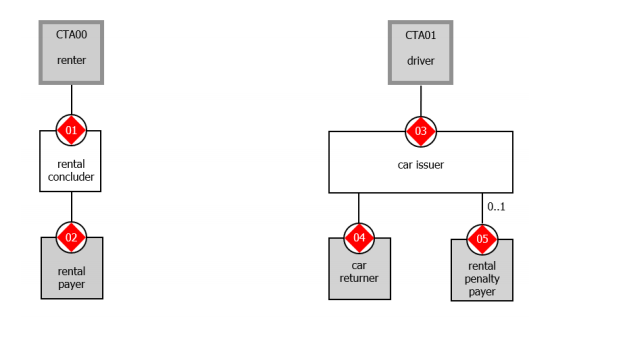 CTA00
renter
01
rental
concluder
02
rental
payer
CTA01
driver
03
car issuer
0..1
04
car
returner
05
rental
penalty
payer